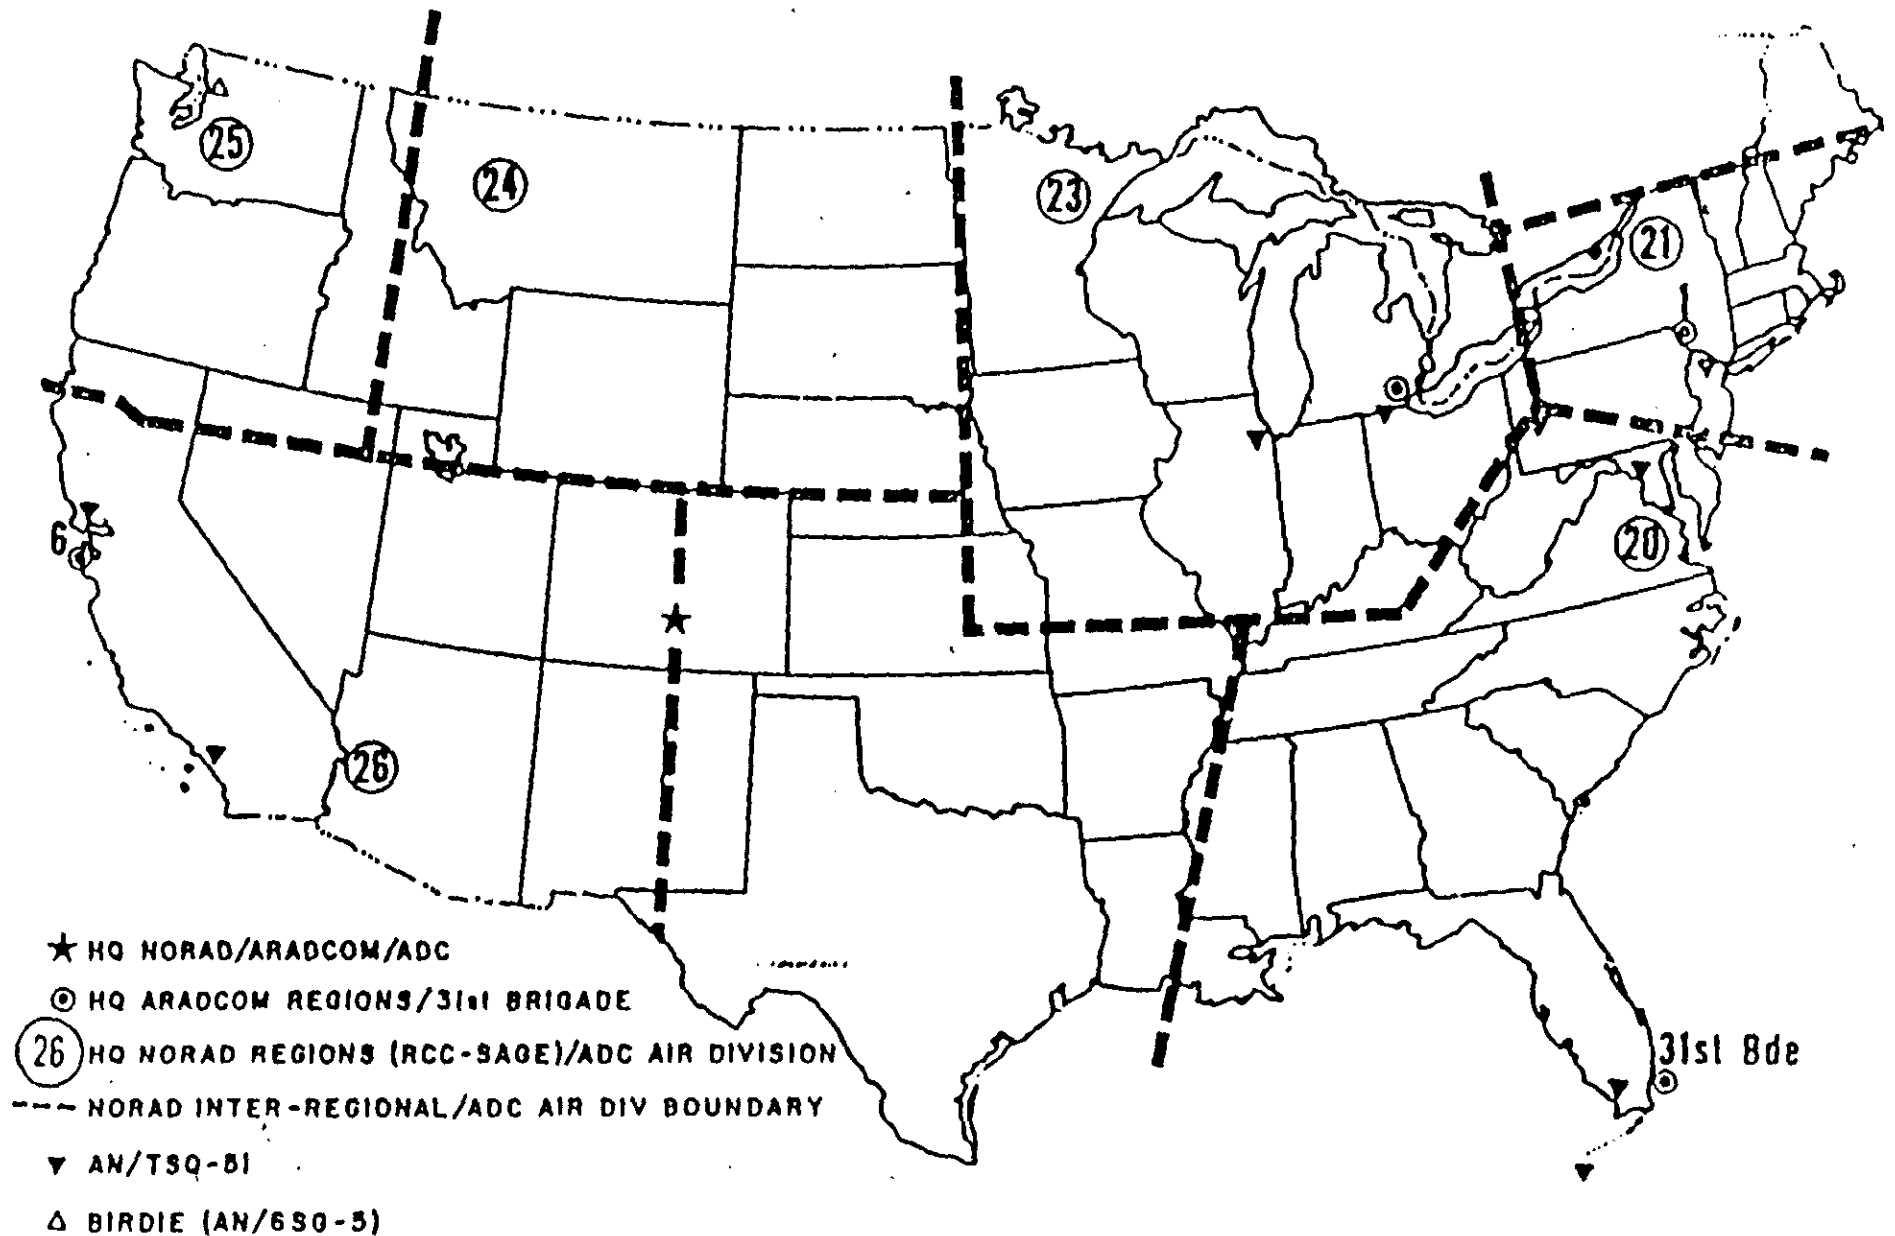 25
24
23
21
6
20
26
31st Bde
HQ NORAD/ARADCOM/ADC
HQ ARADCOM REGIONS/31st BRIGADE
26 HQ NORAD REGIONS (RCC-SAGE)/ADC AIR DIVISION
NORAD INTER-REGIONAL/ADC AIR DIV BOUNDARY
AN/TSQ-51
BIRDIE (AN/GSQ-5)